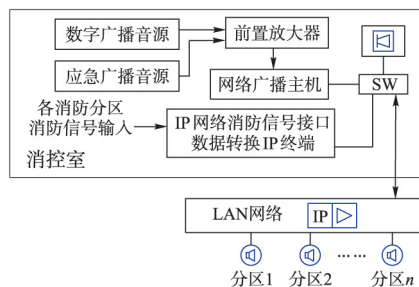 数字广播音源
前置放大器
应急广播音源
网络广播主机
SW
各消防分区
消防信号输入
IP网络消防信号接口
数据转换IP终端
消控室
LAN网络
IP
分区1
分区2
……
分区n